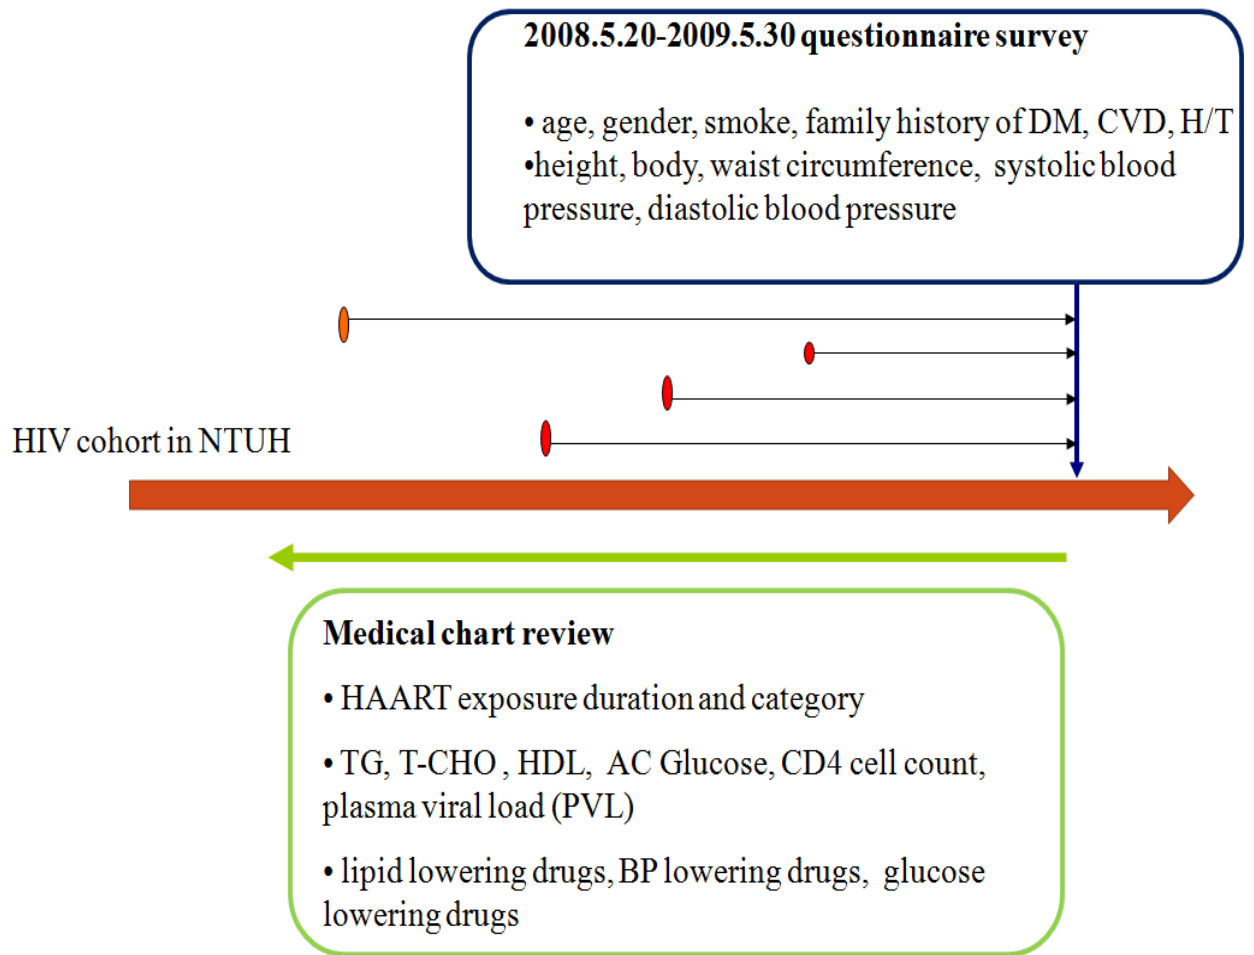 2008.5.20-2009.5.30 questionnaire survey
• age, gender, smoke, family history of DM, CVD, H/T
•height, body, waist circumference, systolic blood
pressure, diastolic blood pressure
HIV cohort in NTUH
Medical chart review
• HAART exposure duration and category
• TG, T-CHO , HDL, AC Glucose, CD4 cell count,
plasma viral load (PVL)
• lipid lowering drugs, BP lowering drugs, glucose
lowering drugs